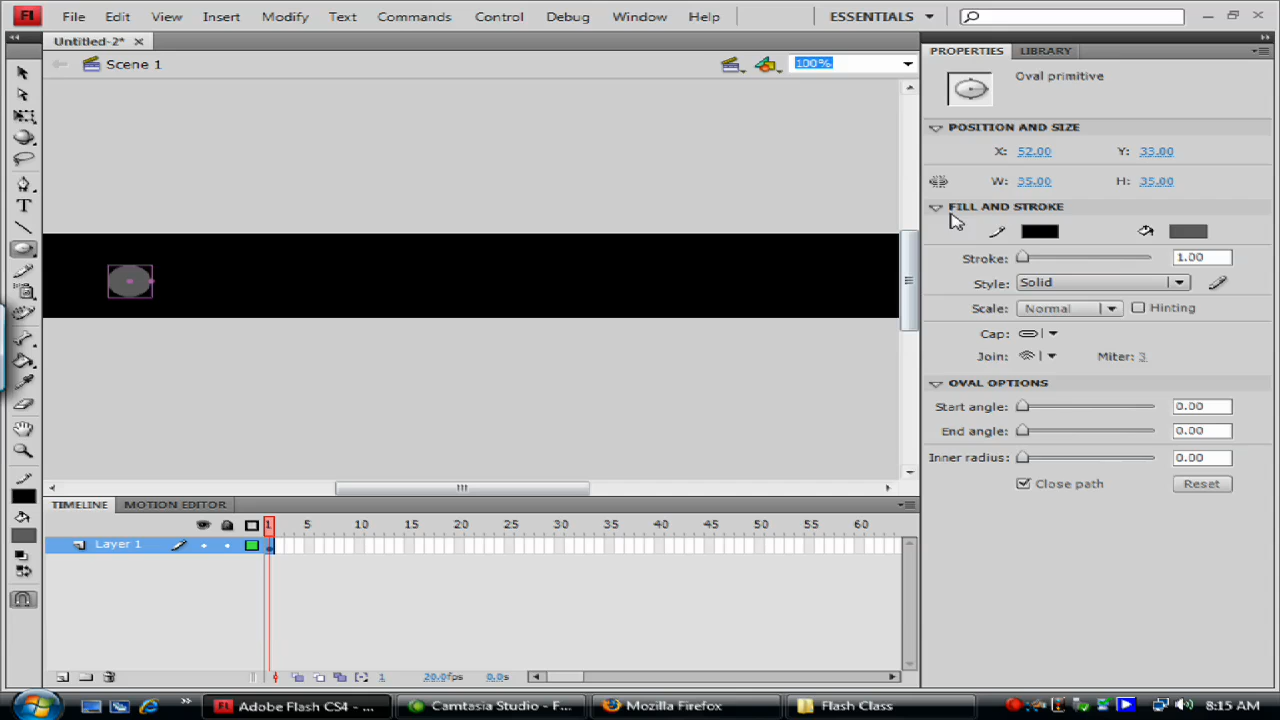 Fl File Edit View Insert Modify Text Commands Control Debug Window Help ESSENTIALS
Untitled-2*
Scene 1
100%
PROPERTIES LIBRARY
Oval primitive
POSITION AND SIZE
X: 52.00 Y: 33.00
W: 35.00 H: 35.00
FILL AND STROKE
Stroke: 1.00
Style: Solid
Scale: Normal Hinting
Cap:
Join: Miter: 3
OVAL OPTIONS
Start angle: 0.00
End angle: 0.00
Inner radius: 0.00
Close path Reset
TIMELINE MOTION EDITOR
1 5 10 15 20 25 30 35 40 45 50 55 60
Layer 1
1 20.0fps 0.0s
Fl Adobe Flash CS4 - ... Camtasia Studio - F... Mozilla Firefox Flash Class 8:15 AM